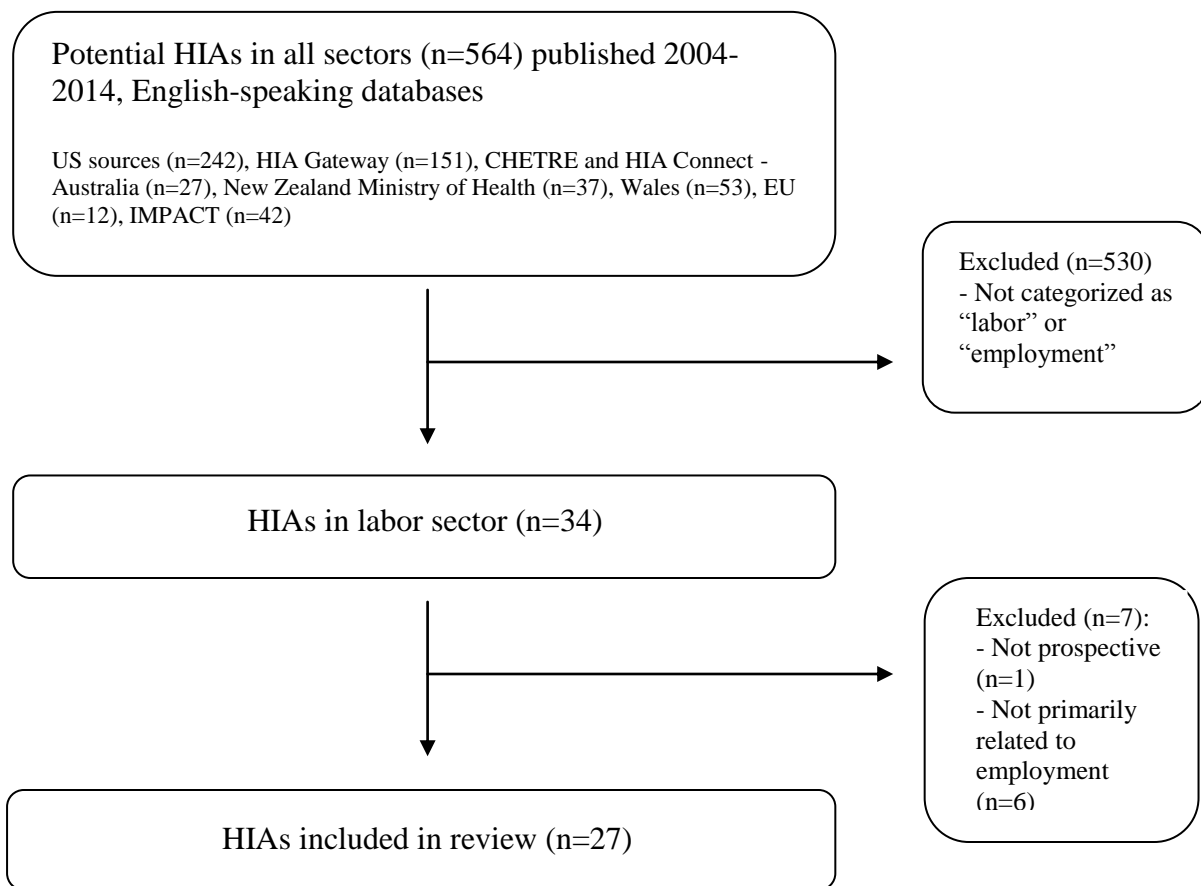 Potential HIAs in all sectors (n=564) published 2004-
2014, English-speaking databases
US sources (n=242), HIA Gateway (n=151), CHETRE and HIA Connect -
Australia (n=27), New Zealand Ministry of Health (n=37), Wales (n=53), EU
(n=12), IMPACT (n=42)
Excluded (n=530)
- Not categorized as
“labor” or
“employment”
HIAs in labor sector (n=34)
Excluded (n=7):
- Not prospective
(n=1)
- Not primarily
related to
employment
(n=6)
HIAs included in review (n=27)